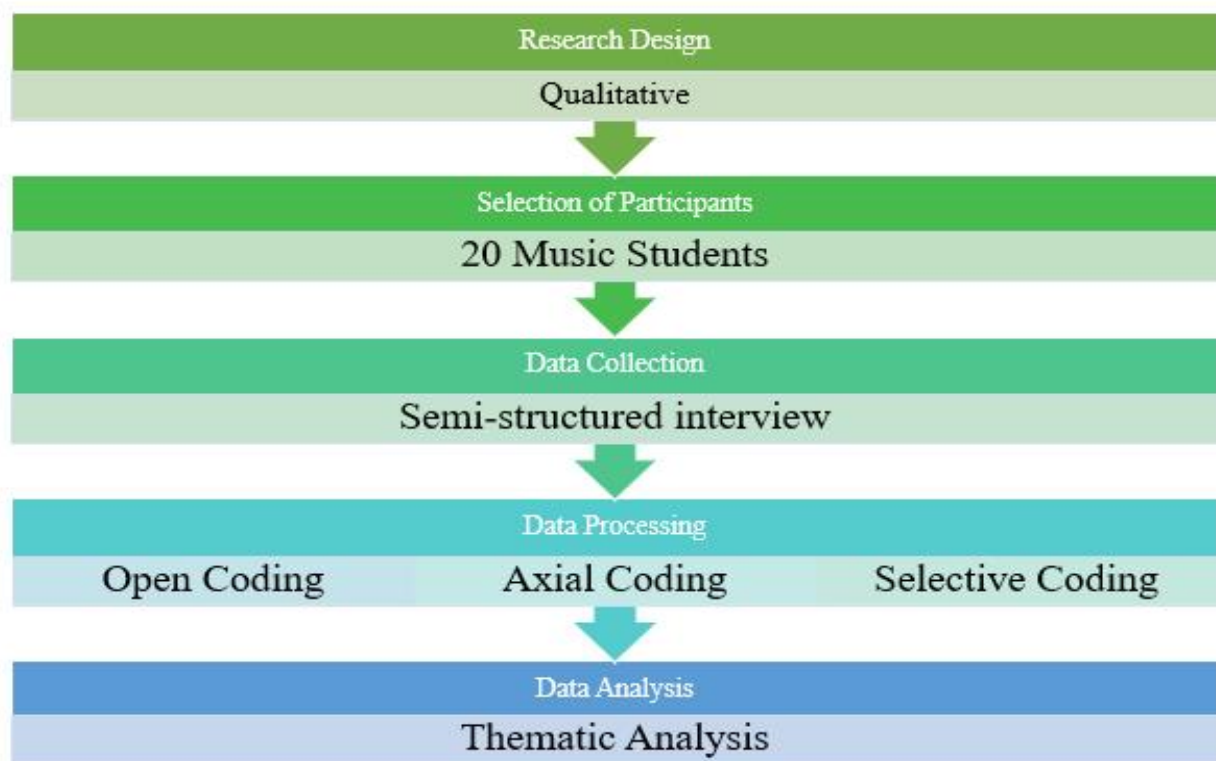 Research Design
Qualitative
Selection of Participants
20 Music Students
Data Collection
Semi-structured interview
Data Processing
Open Coding Axial Coding Selective Coding
Data Analysis
Thematic Analysis